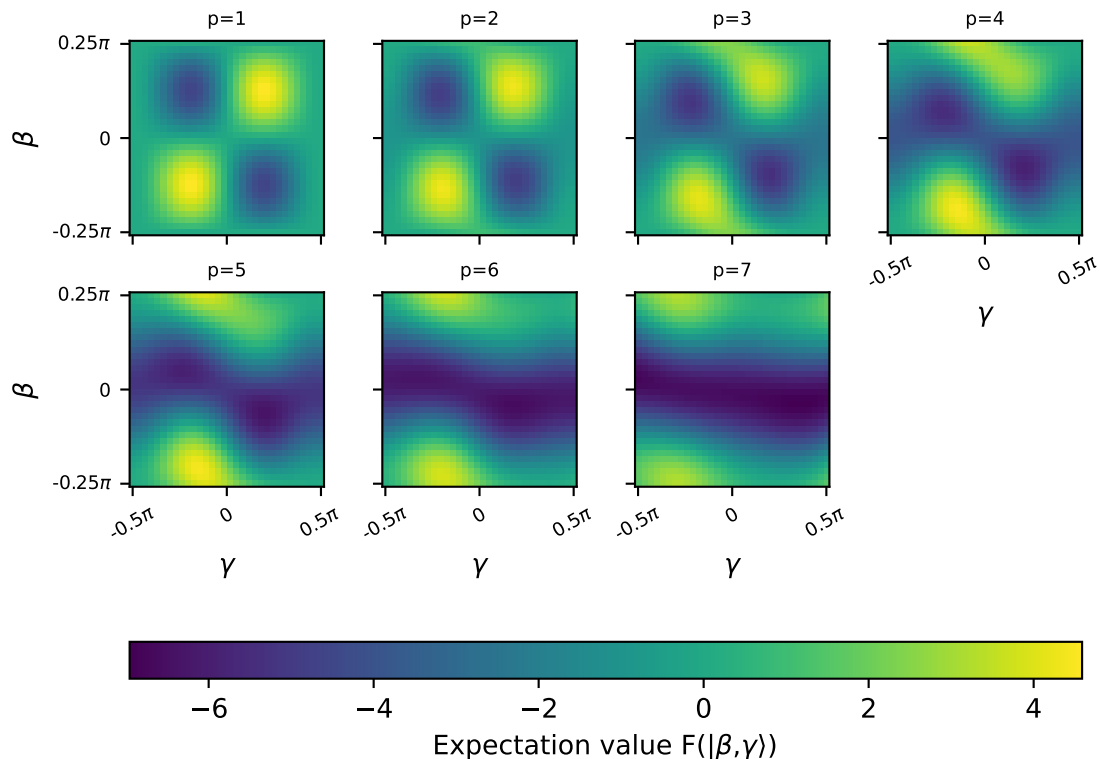 p=1
p=2
p=3
p=4
0.25π
0
-0.25π
β
-0.5π
0
0.5π
γ
p=5
p=6
p=7
0.25π
0
-0.25π
β
-0.5π
0
0.5π
-0.5π
0
0.5π
-0.5π
0
0.5π
γ
γ
γ
−6
−4
−2
0
2
4
Expectation value F(|β,γ⟩)